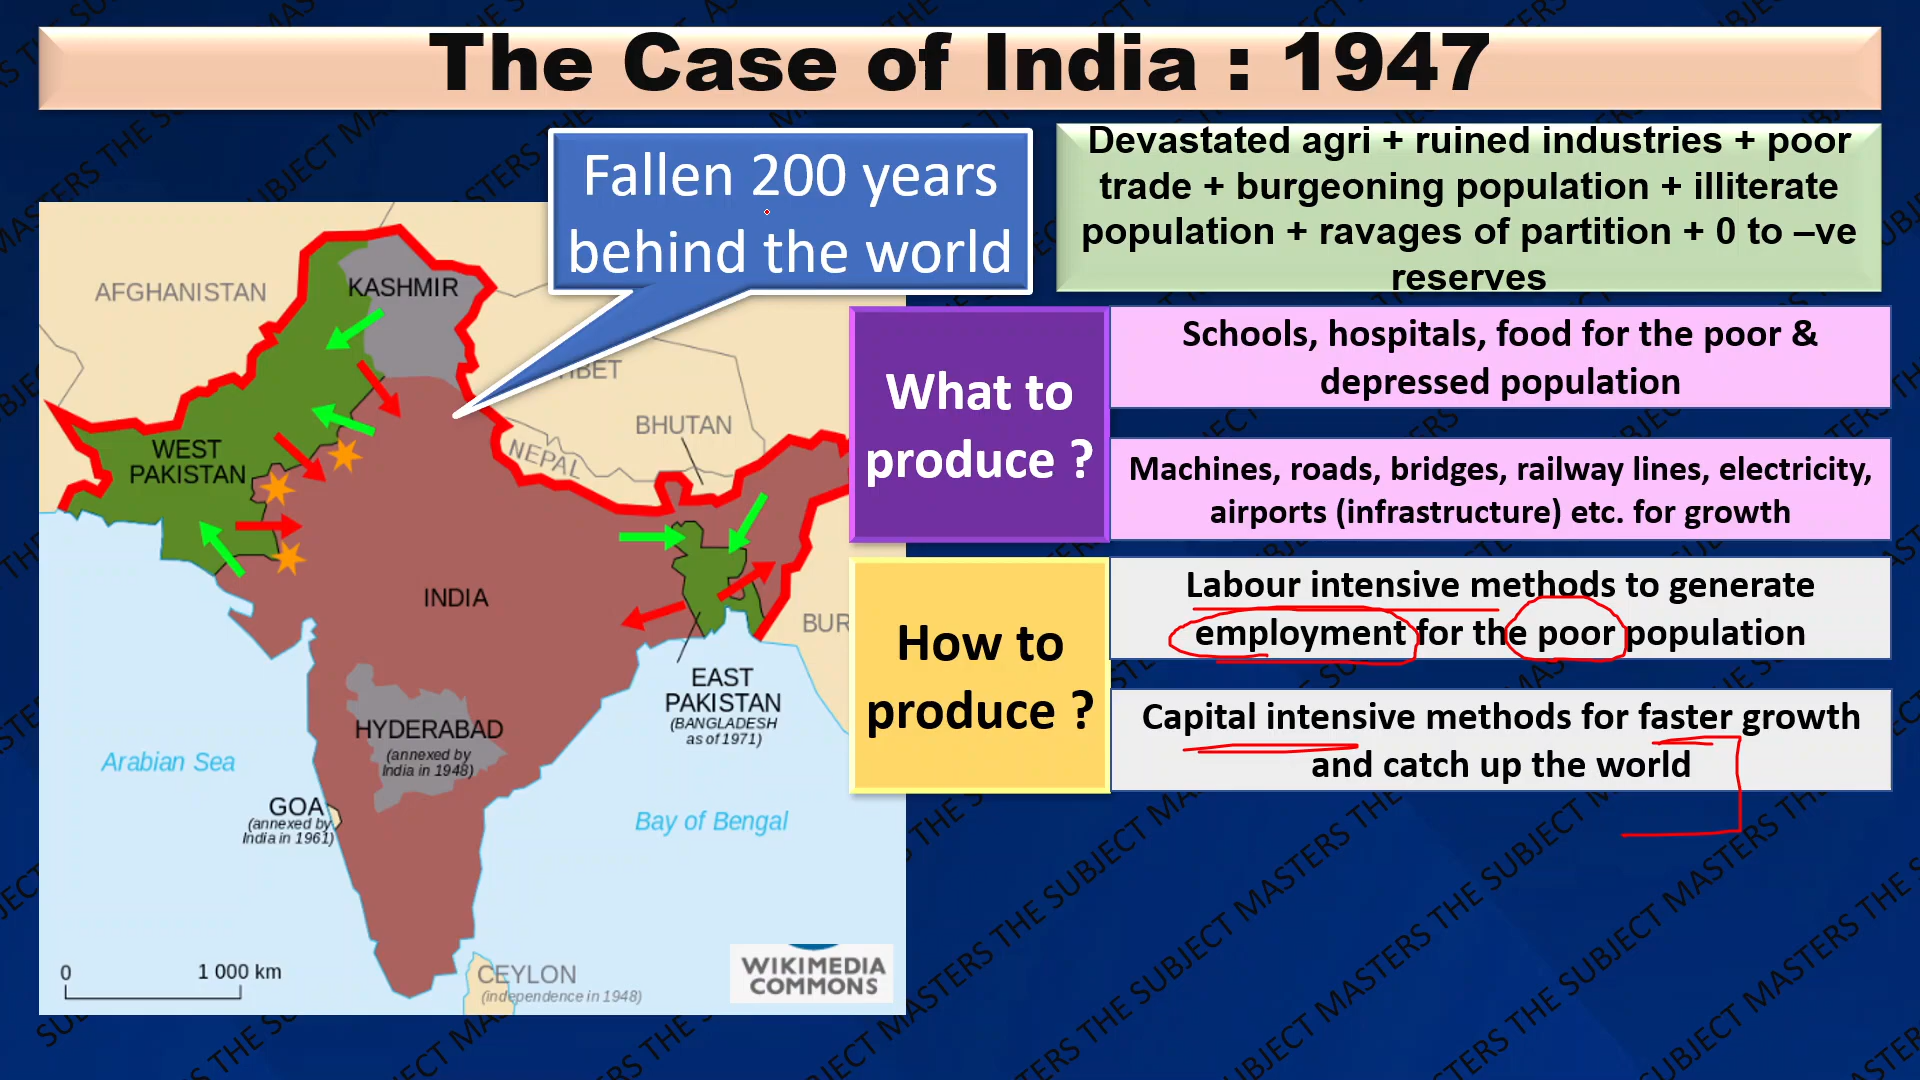 The Case of India : 1947
Fallen 200 years
behind the world
Devastated agri + ruined industries + poor
trade + burgeoning population + illiterate
population + ravages of partition + 0 to –ve
reserves
What to
produce ?
Schools, hospitals, food for the poor &
depressed population
Machines, roads, bridges, railway lines, electricity,
airports (infrastructure) etc. for growth
How to
produce ?
Labour intensive methods to generate
employment for the poor population
Capital intensive methods for faster growth
and catch up the world
AFGHANISTAN
KASHMIR
BHUTAN
NEPAL
WEST
PAKISTAN
INDIA
EAST
PAKISTAN
(BANGLADESH
as of 1971)
HYDERABAD
(annexed by
India in 1948)
Arabian Sea
GOA
(annexed by
India in 1961)
Bay of Bengal
0 1 000 km
CEYLON
(independence in 1948)
WIKIMEDIA
COMMONS
THE SUBJECT MASTERS